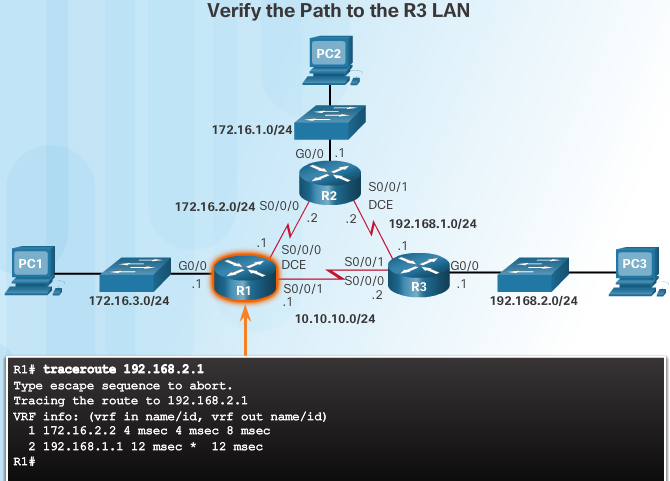 Verify the Path to the R3 LAN
PC2
172.16.1.0/24
G0/0 .1
R2
S0/0/1
DCE
172.16.2.0/24 S0/0/0
.2
.2
192.168.1.0/24
.1
S0/0/0
DCE
.1
S0/0/1
G0/0
PC1
G0/0
.1
172.16.3.0/24
R1
S0/0/1
.1
S0/0/0
.2
R3
.1
192.168.2.0/24
PC3
10.10.10.0/24
R1# traceroute 192.168.2.1
Type escape sequence to abort.
Tracing the route to 192.168.2.1
VRF info: (vrf in name/id, vrf out name/id)
1 172.16.2.2 4 msec 4 msec 8 msec
2 192.168.1.1 12 msec * 12 msec
R1#